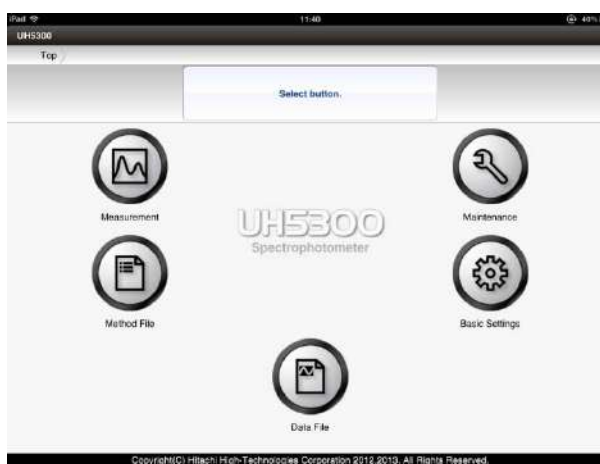 iPad 11:40 40%
UH5300
Top
Select button.
Measurement
Maintenance
UH5300
Spectrophotometer
Method File
Basic Settings
Data File
Copyright(C) Hitachi High-Technologies Corporation 2012,2013. All Rights Reserved.